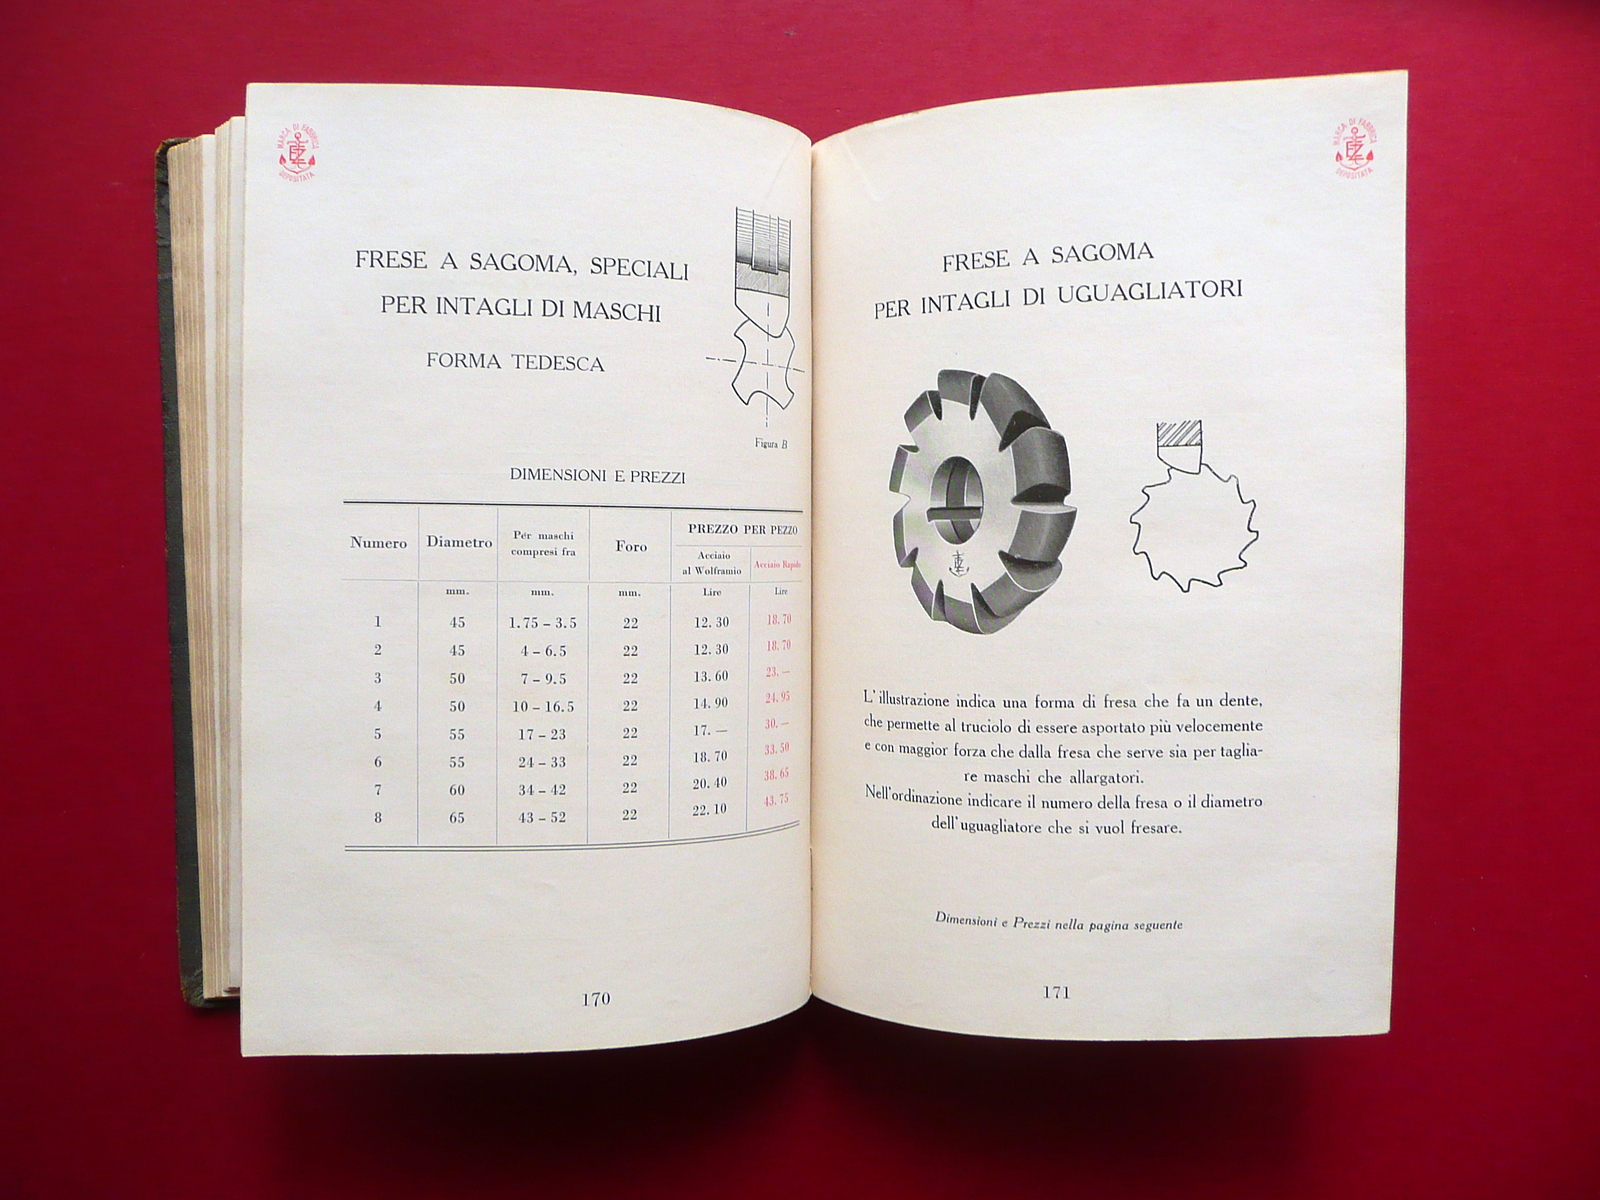 MARCA DI FABBRICA
DEPOSITATA
FRESE A SAGOMA, SPECIALI
PER INTAGLI DI MASCHI
FORMA TEDESCA
Figura B
DIMENSIONI E PREZZI
Numero Diametro Per maschi compresi fra Foro PREZZO PER PEZZO
Acciaio al Wolframio Acciaio Rapido
mm. mm. mm. Lire Lire
1 45 1.75 – 3.5 22 12. 30 18. 70
2 45 4 – 6.5 22 12. 30 18. 70
3 50 7 – 9.5 22 13. 60 23. —
4 50 10 – 16.5 22 14. 90 24. 95
5 55 17 – 23 22 17. — 30. —
6 55 24 – 33 22 18. 70 33. 50
7 60 34 – 42 22 20. 40 38. 65
8 65 43 – 52 22 22. 10 43. 75
170
MARCA DI FABBRICA
DEPOSITATA
FRESE A SAGOMA
PER INTAGLI DI UGUAGLIATORI
L'illustrazione indica una forma di fresa che fa un dente,
che permette al truciolo di essere asportato più velocemente
e con maggior forza che dalla fresa che serve sia per taglia-
re maschi che allargatori.
Nell'ordinazione indicare il numero della fresa o il diametro
dell'uguagliatore che si vuol fresare.
Dimensioni e Prezzi nella pagina seguente
171